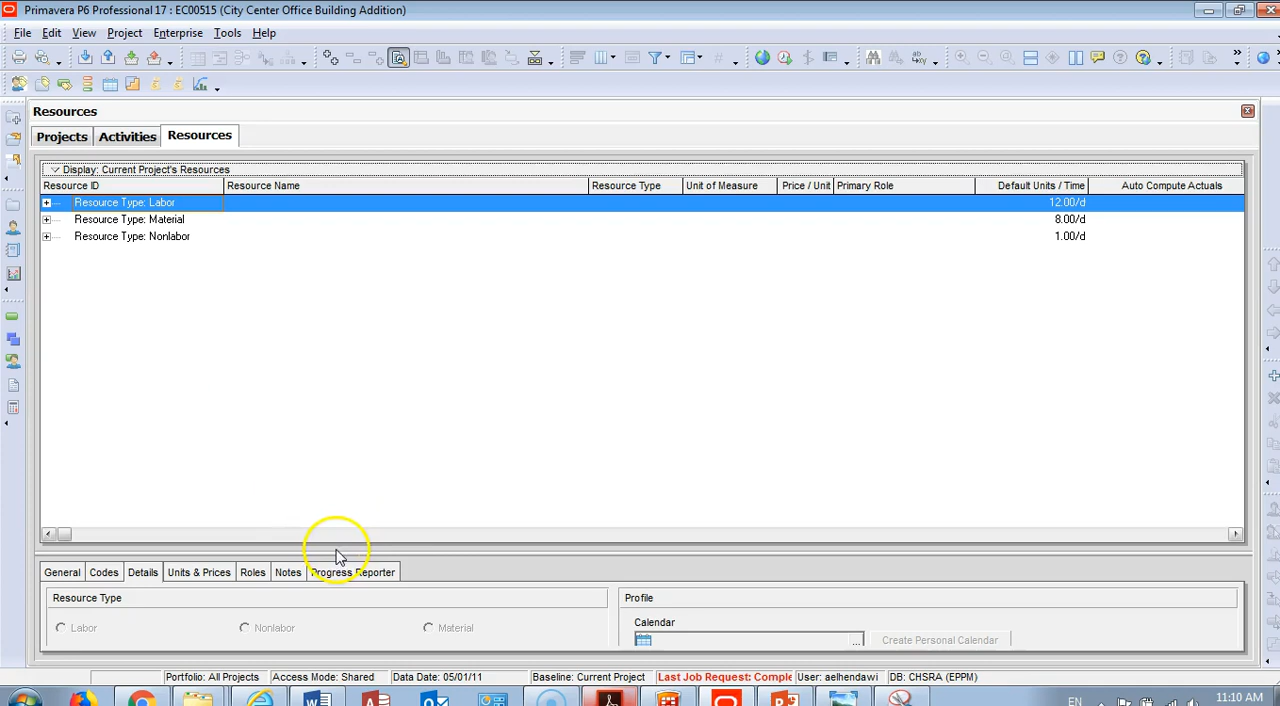 Primavera P6 Professional 17 : EC00515 (City Center Office Building Addition)
File Edit View Project Enterprise Tools Help
Resources
Projects Activities Resources
Display: Current Project's Resources
Resource ID Resource Name Resource Type Unit of Measure Price / Unit Primary Role Default Units / Time Auto Compute Actuals
Resource Type: Labor 12.00/d
Resource Type: Material 8.00/d
Resource Type: Nonlabor 1.00/d
General Codes Details Units & Prices Roles Notes Progress Reporter
Resource Type Profile
Calendar
Labor Nonlabor Material
... Create Personal Calendar
Portfolio: All Projects Access Mode: Shared Data Date: 05/01/11 Baseline: Current Project Last Job Request: Comple User: aelhendawi DB: CHSRA (EPPM)
EN 11:10 AM